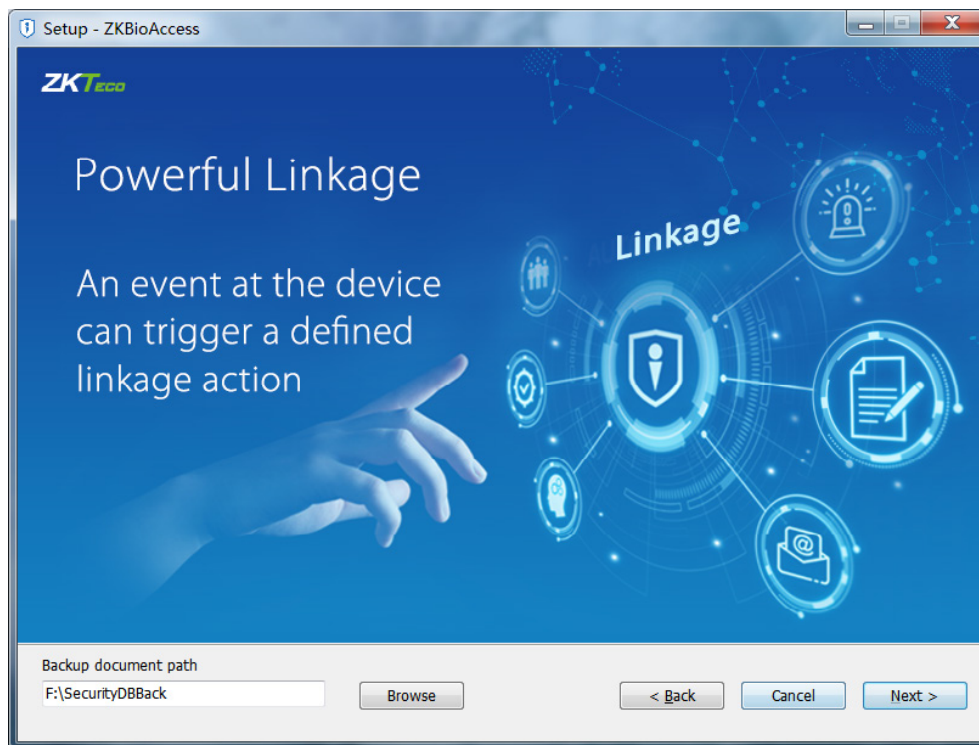 Setup - ZKBioAccess
ZKTeco
Powerful Linkage
An event at the device
can trigger a defined
linkage action
Linkage
@
Backup document path
F:\SecurityDBBack
Browse
< Back
Cancel
Next >